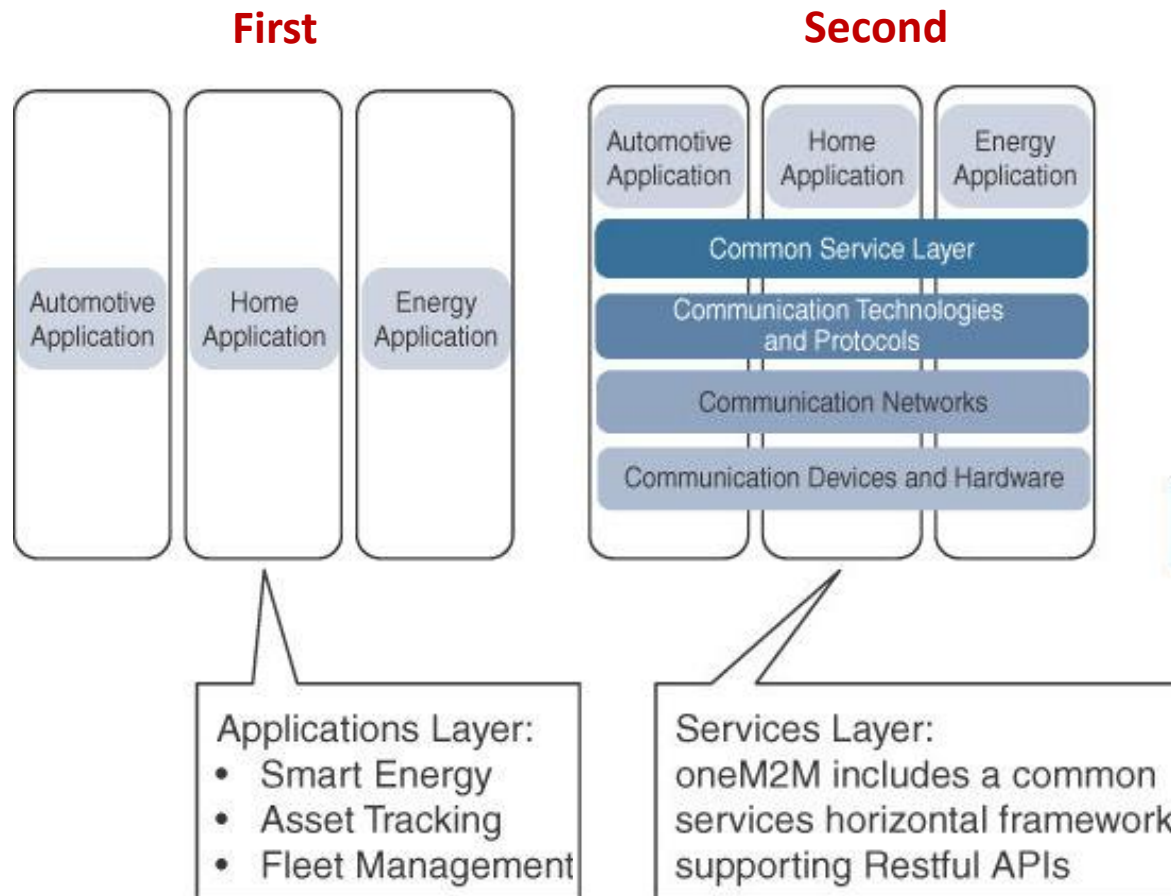 First
Second
Automotive
Application
Home
Application
Energy
Application
Automotive
Application
Home
Application
Energy
Application
Common Service Layer
Communication Technologies
and Protocols
Communication Networks
Communication Devices and Hardware
Applications Layer:
• Smart Energy
• Asset Tracking
• Fleet Management
Services Layer:
oneM2M includes a common
services horizontal framework
supporting Restful APIs